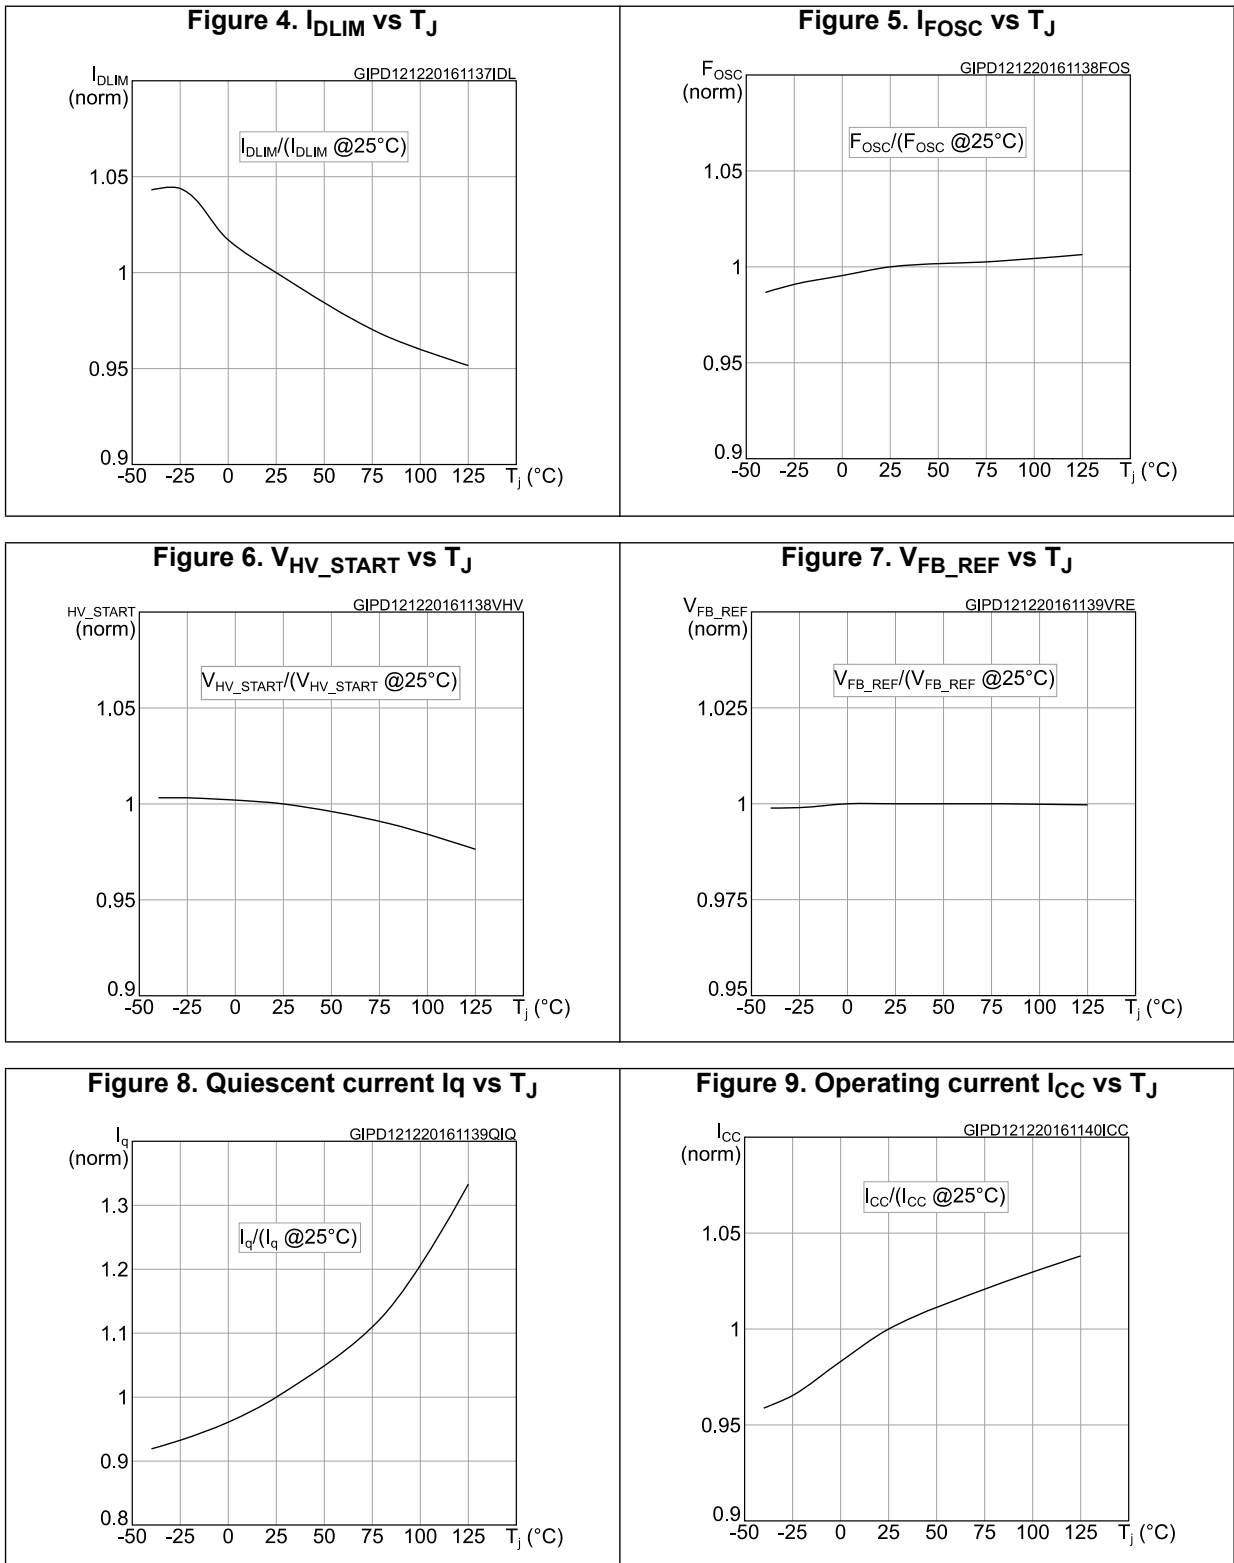 Figure 4. IDLIM vs TJ
IDLIM
(norm)
GIPD121220161137IDL
IDLIM/(IDLIM @25°C)
1.05
1
0.95
0.9
-50 -25 0 25 50 75 100 125 Tj (°C)
Figure 5. IFOSC vs TJ
FOSC
(norm)
GIPD121220161138FOS
FOSC/(FOSC @25°C)
1.05
1
0.95
0.9
-50 -25 0 25 50 75 100 125 Tj (°C)
Figure 6. VHV_START vs TJ
HV_START
(norm)
GIPD121220161138VHV
VHV_START/(VHV_START @25°C)
1.05
1
0.95
0.9
-50 -25 0 25 50 75 100 125 Tj (°C)
Figure 7. VFB_REF vs TJ
VFB_REF
(norm)
GIPD121220161139VRE
VFB_REF/(VFB_REF @25°C)
1.025
1
0.975
0.95
-50 -25 0 25 50 75 100 125 Tj (°C)
Figure 8. Quiescent current Iq vs TJ
Iq
(norm)
GIPD121220161139QIQ
Iq/(Iq @25°C)
1.3
1.2
1.1
1
0.9
0.8
-50 -25 0 25 50 75 100 125 Tj (°C)
Figure 9. Operating current ICC vs TJ
ICC
(norm)
GIPD121220161140ICC
ICC/(ICC @25°C)
1.05
1
0.95
0.9
-50 -25 0 25 50 75 100 125 Tj (°C)